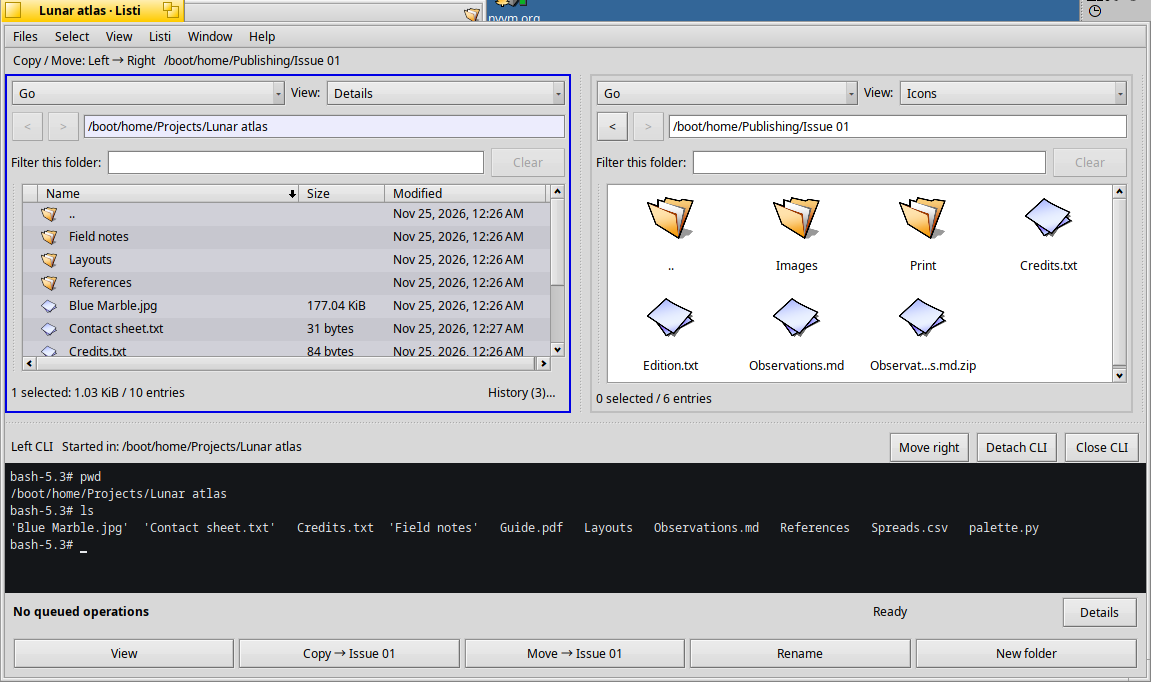 Lunar atlas · Listi
nyym.org
Files Select View Listi Window Help
Copy / Move: Left → Right /boot/home/Publishing/Issue 01
Go View: Details
< > /boot/home/Projects/Lunar atlas
Filter this folder: Clear
Name Size Modified
.. Nov 25, 2026, 12:26 AM
Field notes Nov 25, 2026, 12:26 AM
Layouts Nov 25, 2026, 12:26 AM
References Nov 25, 2026, 12:26 AM
Blue Marble.jpg 177.04 KiB Nov 25, 2026, 12:26 AM
Contact sheet.txt 31 bytes Nov 25, 2026, 12:27 AM
Credits.txt 84 bytes Nov 25, 2026, 12:26 AM
1 selected: 1.03 KiB / 10 entries History (3)...
Go View: Icons
< > /boot/home/Publishing/Issue 01
Filter this folder: Clear
.. Images Print Credits.txt
Edition.txt Observations.md Observat...s.md.zip
0 selected / 6 entries
Left CLI Started in: /boot/home/Projects/Lunar atlas Move right Detach CLI Close CLI
bash-5.3# pwd
/boot/home/Projects/Lunar atlas
bash-5.3# ls
'Blue Marble.jpg' 'Contact sheet.txt' Credits.txt 'Field notes' Guide.pdf Layouts Observations.md References Spreads.csv palette.py
bash-5.3# _
No queued operations Ready Details
View Copy → Issue 01 Move → Issue 01 Rename New folder